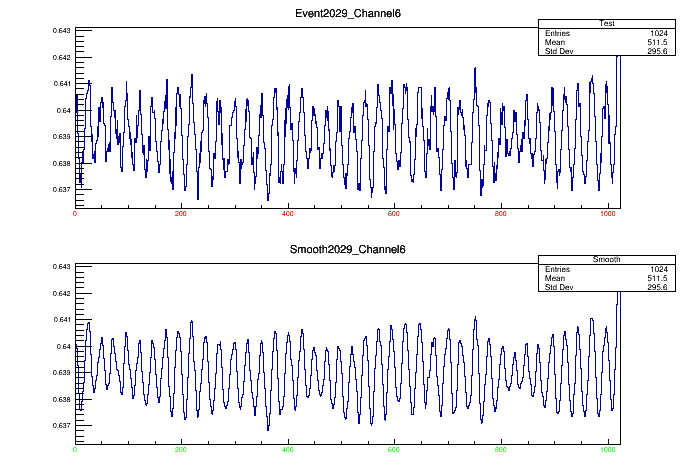 Event2029_Channel6
Test
Entries 1024
Mean 511.5
Std Dev 295.6
0.643
0.642
0.641
0.64
0.639
0.638
0.637
0 200 400 600 800 1000
Smooth2029_Channel6
Smooth
Entries 1024
Mean 511.5
Std Dev 295.6
0.643
0.642
0.641
0.64
0.639
0.638
0.637
0 200 400 600 800 1000